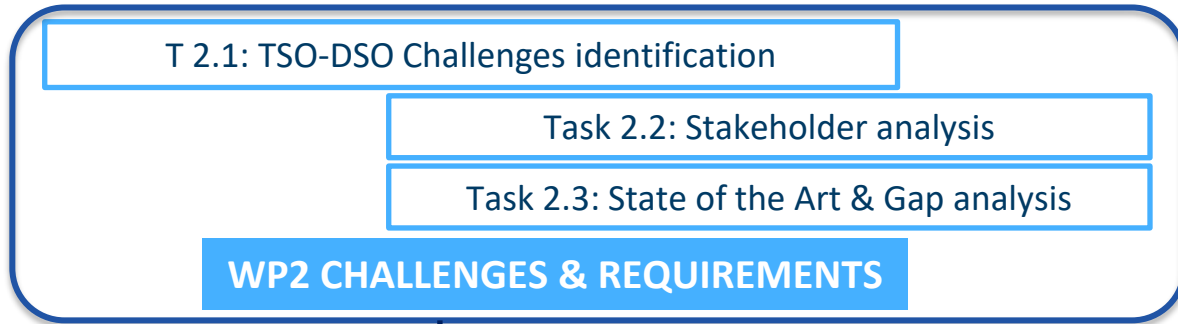 T 2.1: TSO-DSO Challenges identification
Task 2.2: Stakeholder analysis
Task 2.3: State of the Art & Gap analysis
WP2 CHALLENGES & REQUIREMENTS